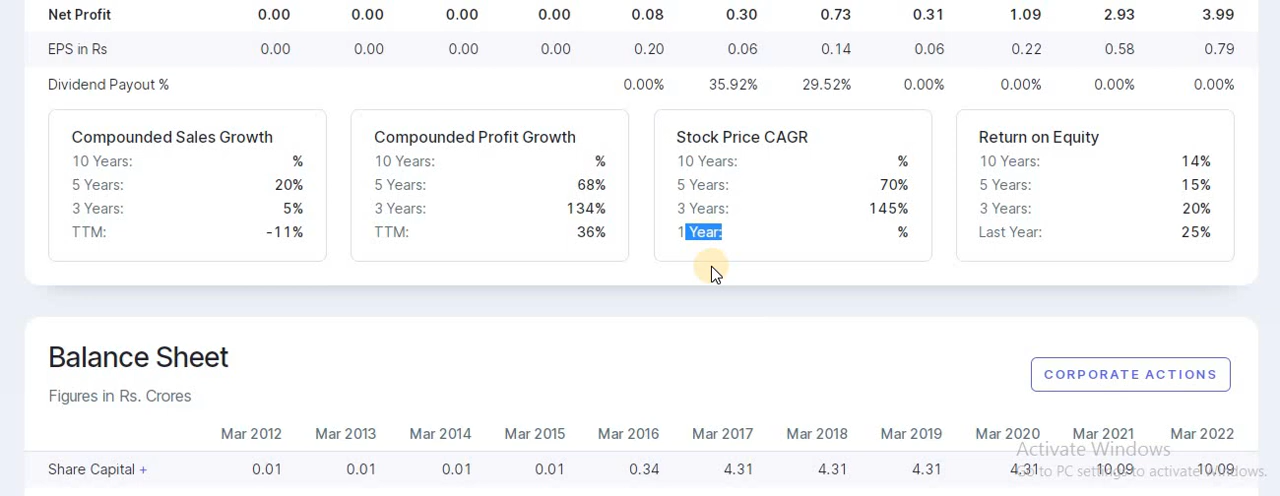 Net Profit 0.00 0.00 0.00 0.00 0.08 0.30 0.73 0.31 1.09 2.93 3.99
EPS in Rs 0.00 0.00 0.00 0.00 0.20 0.06 0.14 0.06 0.22 0.58 0.79
Dividend Payout % 0.00% 35.92% 29.52% 0.00% 0.00% 0.00% 0.00%
Compounded Sales Growth
10 Years: %
5 Years: 20%
3 Years: 5%
TTM: -11%
Compounded Profit Growth
10 Years: %
5 Years: 68%
3 Years: 134%
TTM: 36%
Stock Price CAGR
10 Years: %
5 Years: 70%
3 Years: 145%
1 Year: %
Return on Equity
10 Years: 14%
5 Years: 15%
3 Years: 20%
Last Year: 25%
Balance Sheet
CORPORATE ACTIONS
Figures in Rs. Crores
Mar 2012 Mar 2013 Mar 2014 Mar 2015 Mar 2016 Mar 2017 Mar 2018 Mar 2019 Mar 2020 Mar 2021 Mar 2022
Share Capital + 0.01 0.01 0.01 0.01 0.34 4.31 4.31 4.31 4.31 10.09 10.09
Activate Windows
Go to PC settings to activate Windows.